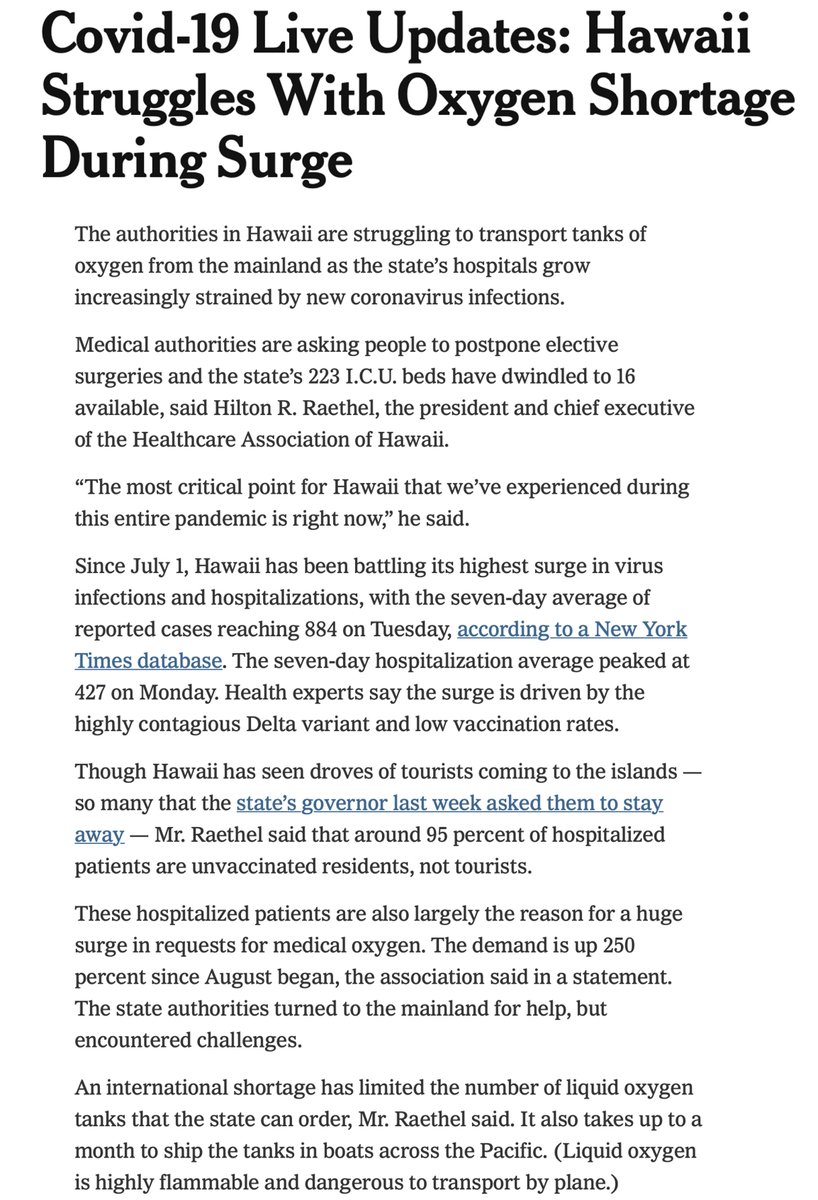 Covid-19 Live Updates: Hawaii
Struggles With Oxygen Shortage
During Surge
The authorities in Hawaii are struggling to transport tanks of
oxygen from the mainland as the state’s hospitals grow
increasingly strained by new coronavirus infections.
Medical authorities are asking people to postpone elective
surgeries and the state’s 223 I.C.U. beds have dwindled to 16
available, said Hilton R. Raethel, the president and chief executive
of the Healthcare Association of Hawaii.
“The most critical point for Hawaii that we’ve experienced during
this entire pandemic is right now,” he said.
Since July 1, Hawaii has been battling its highest surge in virus
infections and hospitalizations, with the seven-day average of
reported cases reaching 884 on Tuesday, according to a New York
Times database. The seven-day hospitalization average peaked at
427 on Monday. Health experts say the surge is driven by the
highly contagious Delta variant and low vaccination rates.
Though Hawaii has seen droves of tourists coming to the islands —
so many that the state’s governor last week asked them to stay
away — Mr. Raethel said that around 95 percent of hospitalized
patients are unvaccinated residents, not tourists.
These hospitalized patients are also largely the reason for a huge
surge in requests for medical oxygen. The demand is up 250
percent since August began, the association said in a statement.
The state authorities turned to the mainland for help, but
encountered challenges.
An international shortage has limited the number of liquid oxygen
tanks that the state can order, Mr. Raethel said. It also takes up to a
month to ship the tanks in boats across the Pacific. (Liquid oxygen
is highly flammable and dangerous to transport by plane.)